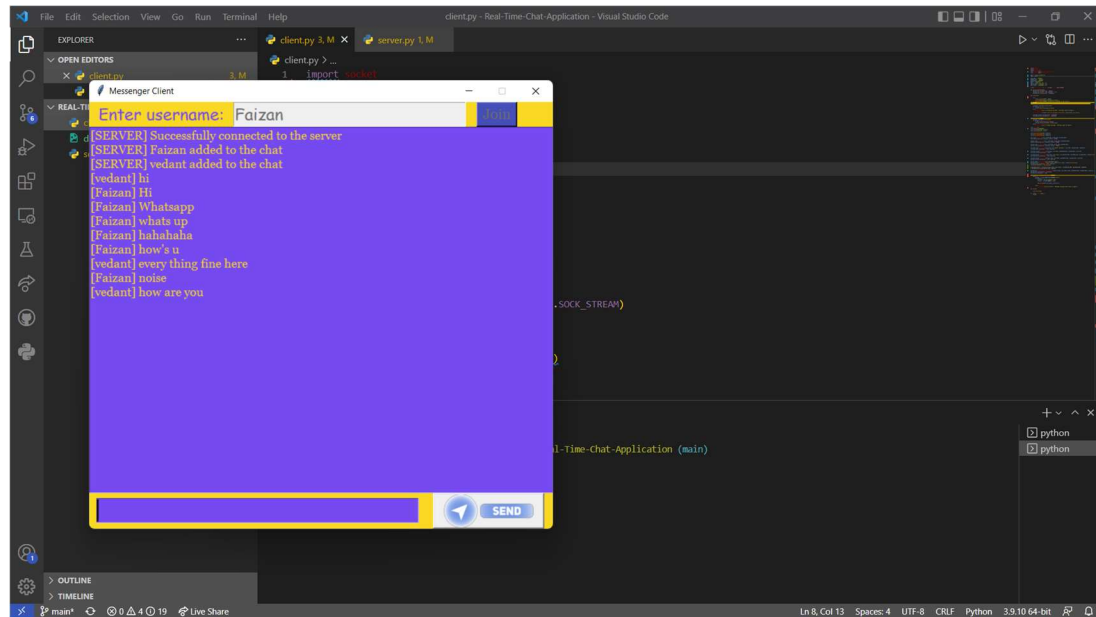 File Edit Selection View Go Run Terminal Help
client.py - Real-Time-Chat-Application - Visual Studio Code
EXPLORER
client.py 3, M
server.py 1, M
OPEN EDITORS
client.py > ...
client.py 3, M
1 import socket
Messenger Client
REAL-TI
Enter username: Faizan Join
[SERVER] Successfully connected to the server
[SERVER] Faizan added to the chat
[SERVER] vedant added to the chat
[vedant] hi
[Faizan] Hi
[Faizan] Whatsapp
[Faizan] whats up
[Faizan] hahahaha
[Faizan] how's u
[vedant] every thing fine here
[Faizan] noise
[vedant] how are you
.SOCK_STREAM)
)
al-Time-Chat-Application (main)
python
python
SEND
OUTLINE
TIMELINE
main* 0 4 19 Live Share
Ln 8, Col 13 Spaces: 4 UTF-8 CRLF Python 3.9.10 64-bit